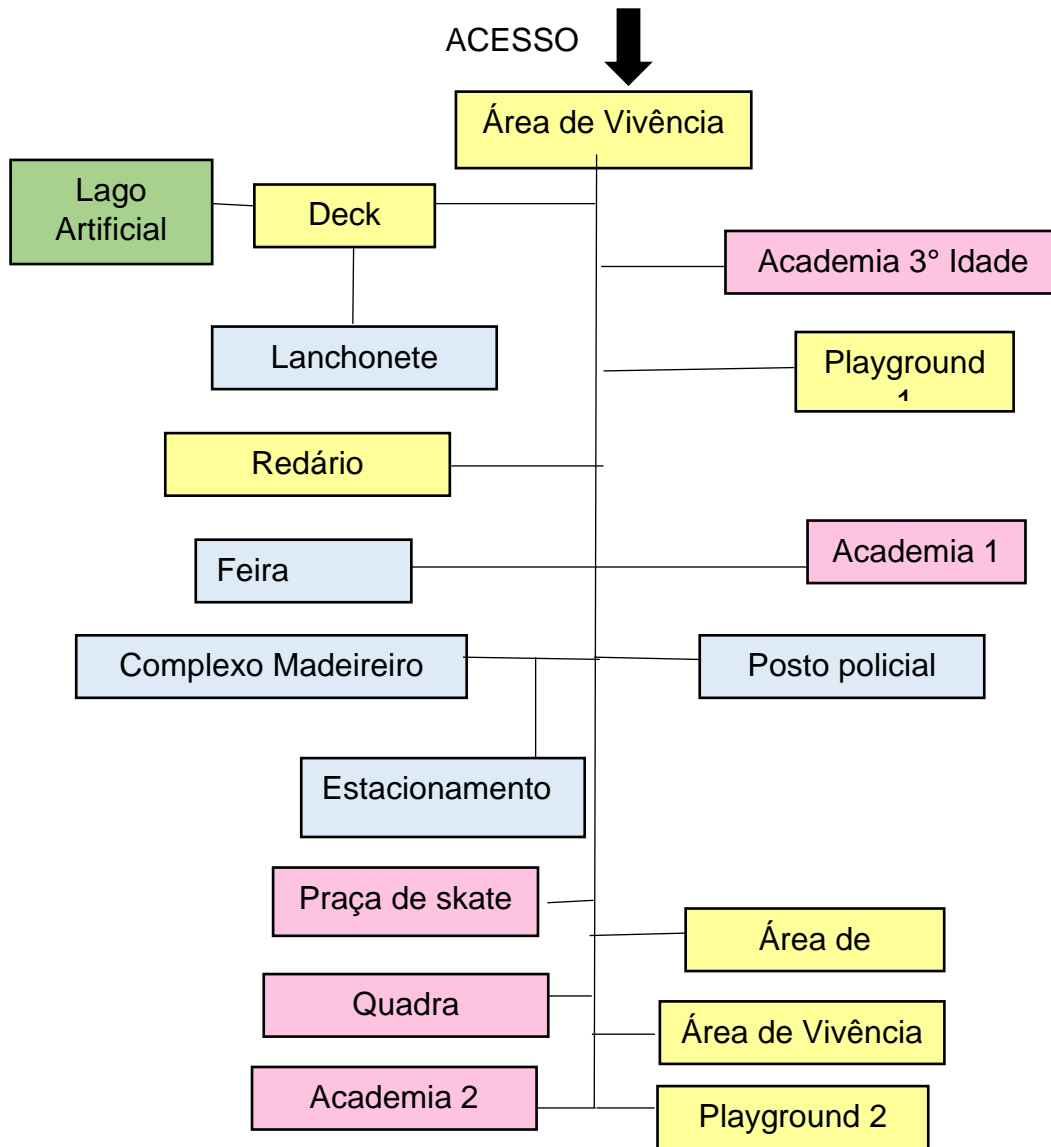 ACESSO
Área de Vivência
Lago
Artificial
Deck
Academia 3° Idade
Lanchonete
Playground
1
Redário
Feira
Academia 1
Complexo Madeireiro
Posto policial
Estacionamento
Praça de skate
Área de
Quadra
Área de Vivência
Academia 2
Playground 2